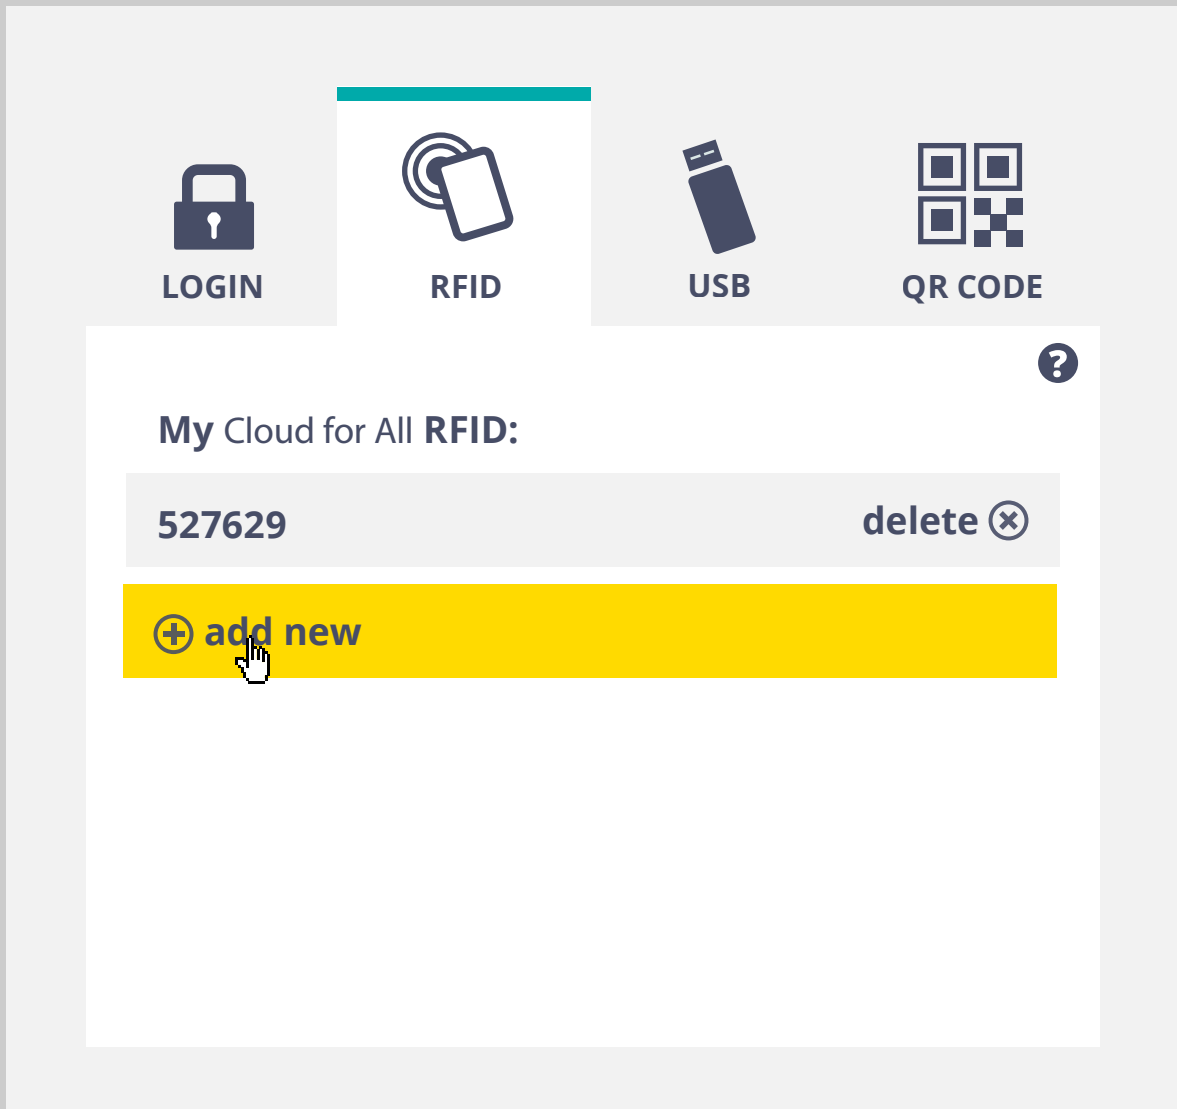 LOGIN
RFID
USB
QR CODE
?
My Cloud for All RFID:
527629
delete
add new